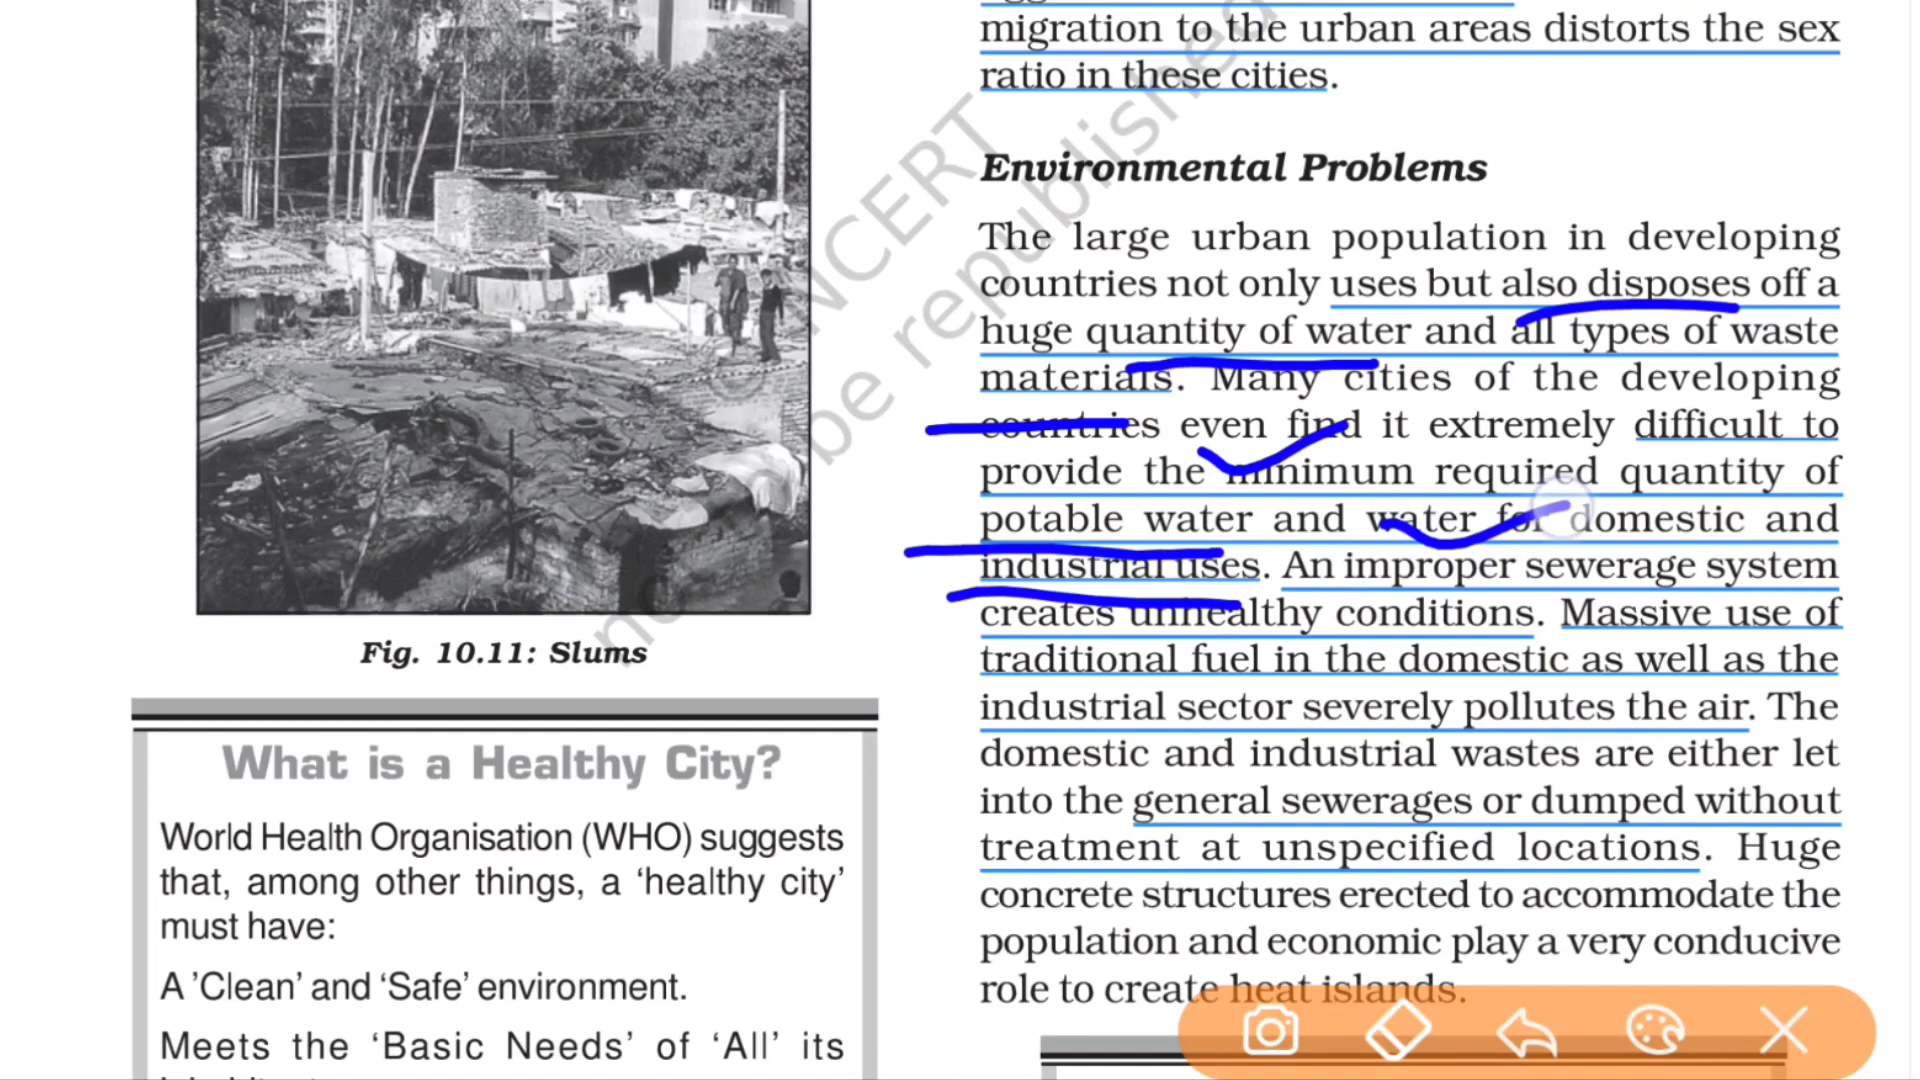 migration to the urban areas distorts the sex
ratio in these cities.
Environmental Problems
The large urban population in developing
countries not only uses but also disposes off a
huge quantity of water and all types of waste
materials. Many cities of the developing
countries even find it extremely difficult to
provide the minimum required quantity of
potable water and water for domestic and
industrial uses. An improper sewerage system
creates unhealthy conditions. Massive use of
traditional fuel in the domestic as well as the
industrial sector severely pollutes the air. The
domestic and industrial wastes are either let
into the general sewerages or dumped without
treatment at unspecified locations. Huge
concrete structures erected to accommodate the
population and economic play a very conducive
role to create heat islands.
Fig. 10.11: Slums
What is a Healthy City?
World Health Organisation (WHO) suggests
that, among other things, a ‘healthy city’
must have:
A ’Clean’ and ‘Safe’ environment.
Meets the ‘Basic Needs’ of ‘All’ its
© NCERT
not be republished